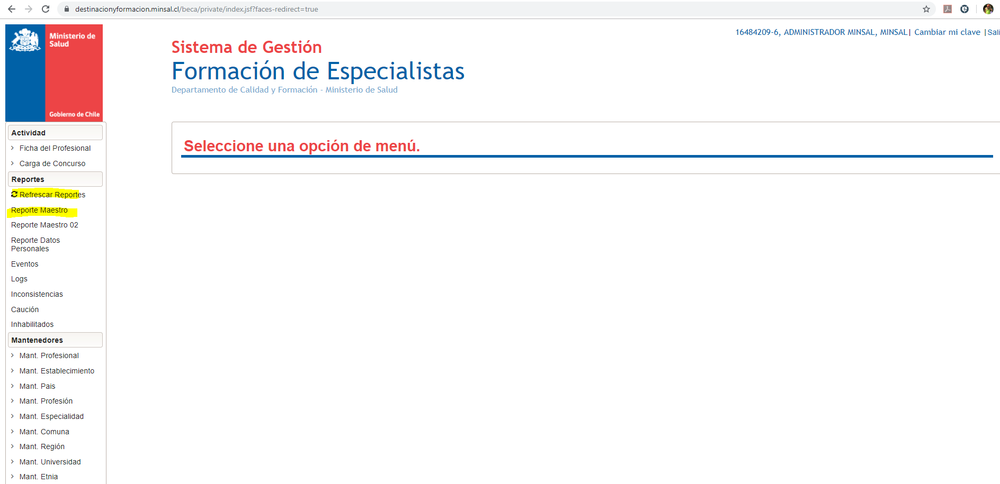 destinacionyformacion.minsal.cl/beca/private/index.jsf?faces-redirect=true
Ministerio de
Salud
Gobierno de Chile
16484209-6, ADMINISTRADOR MINSAL, MINSAL| Cambiar mi clave |Sali
Sistema de Gestión
Formación de Especialistas
Departamento de Calidad y Formación - Ministerio de Salud
Seleccione una opción de menú.
Actividad
Ficha del Profesional
Carga de Concurso
Reportes
Refrescar Reportes
Reporte Maestro
Reporte Maestro 02
Reporte Datos
Personales
Eventos
Logs
Inconsistencias
Caución
Inhabilitados
Mantenedores
Mant. Profesional
Mant. Establecimiento
Mant. Pais
Mant. Profesión
Mant. Especialidad
Mant. Comuna
Mant. Región
Mant. Universidad
Mant. Etnia